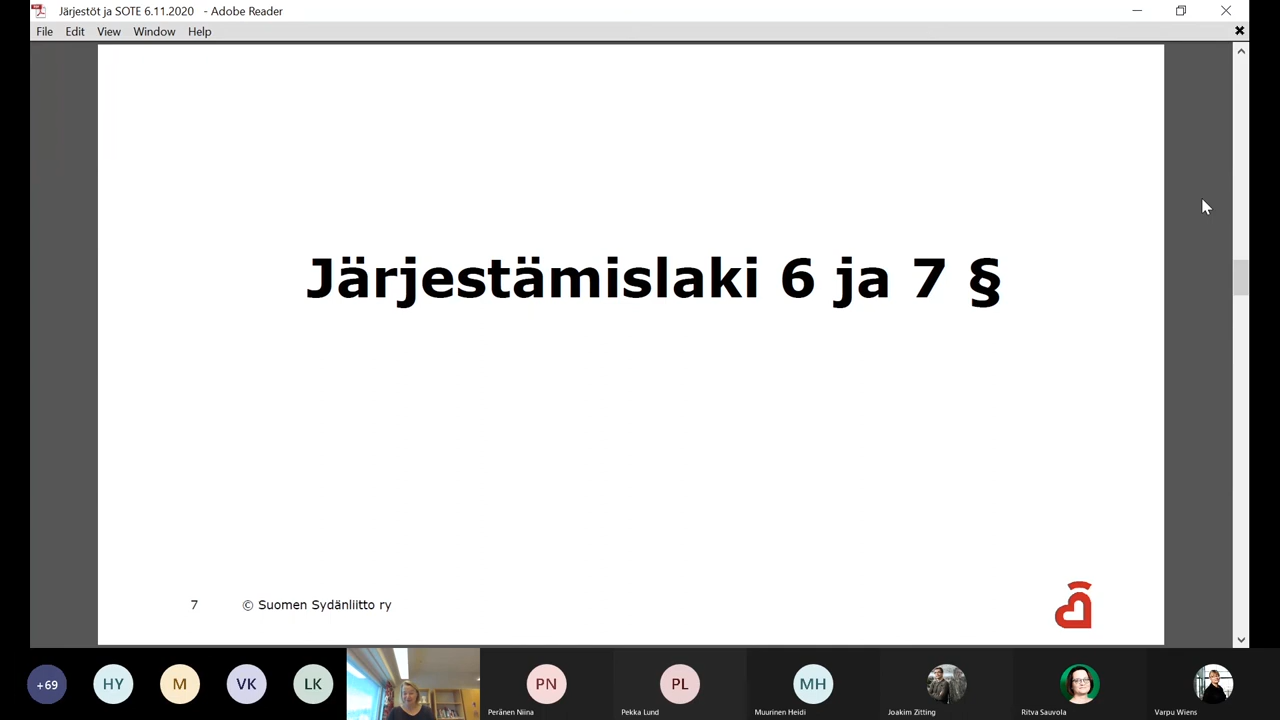 Järjestöt ja SOTE 6.11.2020 - Adobe Reader
File Edit View Window Help
Järjestämislaki 6 ja 7 §
7 © Suomen Sydänliitto ry
+69 HY M VK LK PN PL MH
Peränen Niina Pekka Lund Muurinen Heidi Joakim Zitting Ritva Sauvola Varpu Wiens